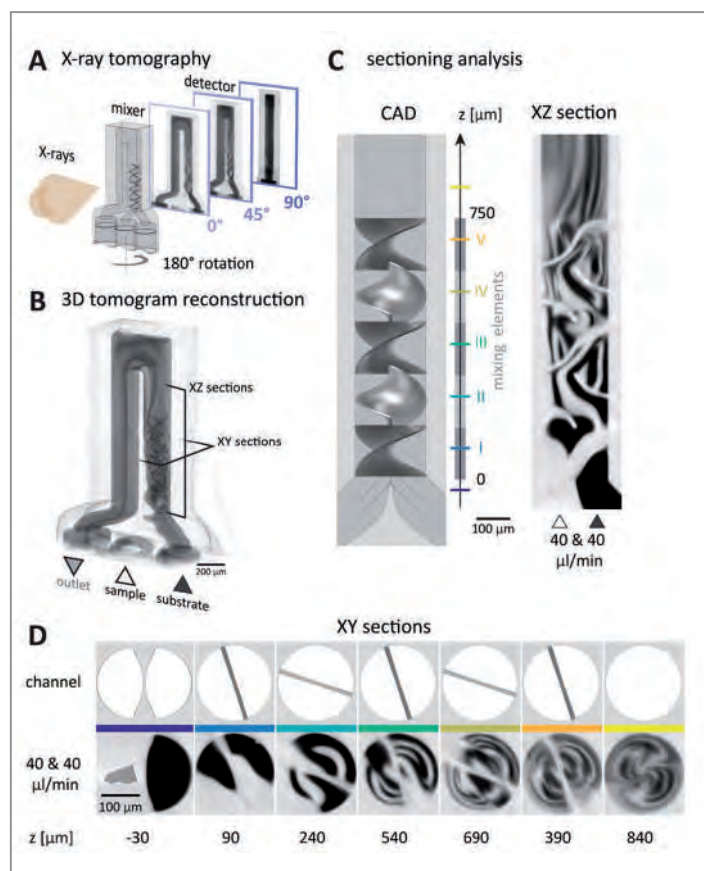 A X-ray tomography
detector
mixer
X-rays
0°
45°
90°
180° rotation
B 3D tomogram reconstruction
XZ sections
XY sections
outlet
sample
substrate
200 µm
C sectioning analysis
CAD
z [µm]
XZ section
750
V
IV
III
II
I
0
mixing elements
100 µm
40 & 40
µl/min
D
XY sections
channel
40 & 40
µl/min
100 µm
z [µm] -30 90 240 540 690 390 840